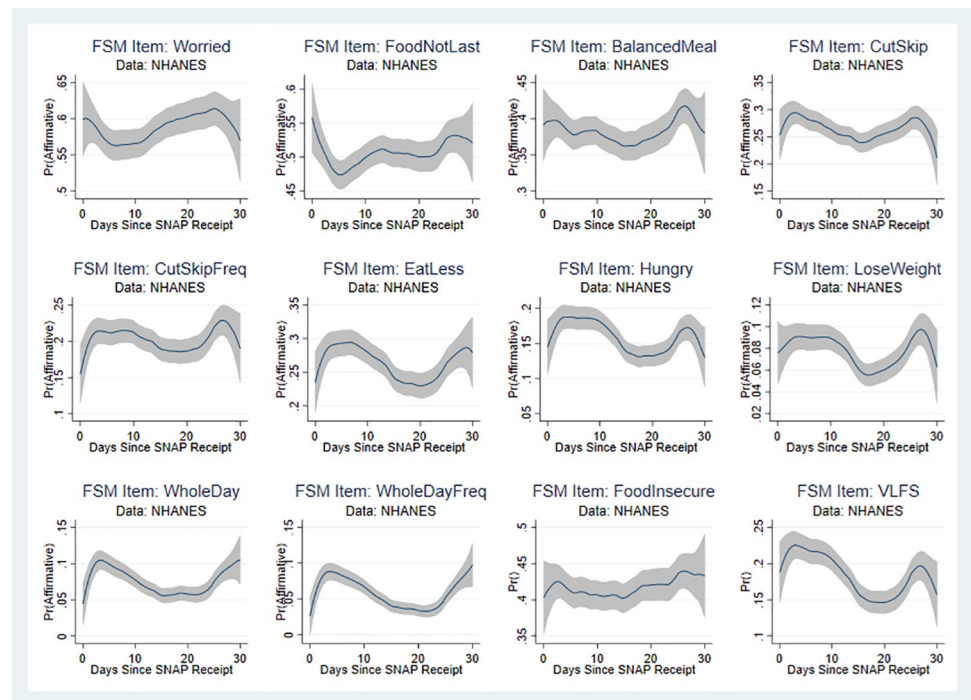 FSM Item: Worried
Data: NHANES
Pr(Affirmative)
.5 .55 .6 .65
0 10 20 30
Days Since SNAP Receipt
FSM Item: FoodNotLast
Data: NHANES
Pr(Affirmative)
.45 .5 .55 .6
0 10 20 30
Days Since SNAP Receipt
FSM Item: BalancedMeal
Data: NHANES
Pr(Affirmative)
.3 .35 .4 .45
0 10 20 30
Days Since SNAP Receipt
FSM Item: CutSkip
Data: NHANES
Pr(Affirmative)
.15 .2 .25 .3 .35
0 10 20 30
Days Since SNAP Receipt
FSM Item: CutSkipFreq
Data: NHANES
Pr(Affirmative)
.1 .15 .2 .25
0 10 20 30
Days Since SNAP Receipt
FSM Item: EatLess
Data: NHANES
Pr(Affirmative)
.2 .25 .3 .35
0 10 20 30
Days Since SNAP Receipt
FSM Item: Hungry
Data: NHANES
Pr(Affirmative)
.05 .1 .15 .2
0 10 20 30
Days Since SNAP Receipt
FSM Item: LoseWeight
Data: NHANES
Pr(Affirmative)
.02 .04 .06 .08 .1 .12
0 10 20 30
Days Since SNAP Receipt
FSM Item: WholeDay
Data: NHANES
Pr(Affirmative)
0 .05 .1 .15
0 10 20 30
Days Since SNAP Receipt
FSM Item: WholeDayFreq
Data: NHANES
Pr(Affirmative)
0 .05 .1 .15
0 10 20 30
Days Since SNAP Receipt
FSM Item: FoodInsecure
Data: NHANES
Pr(Affirmative)
.35 .4 .45 .5
0 10 20 30
Days Since SNAP Receipt
FSM Item: VLFS
Data: NHANES
Pr()
.1 .15 .2 .25
0 10 20 30
Days Since SNAP Receipt